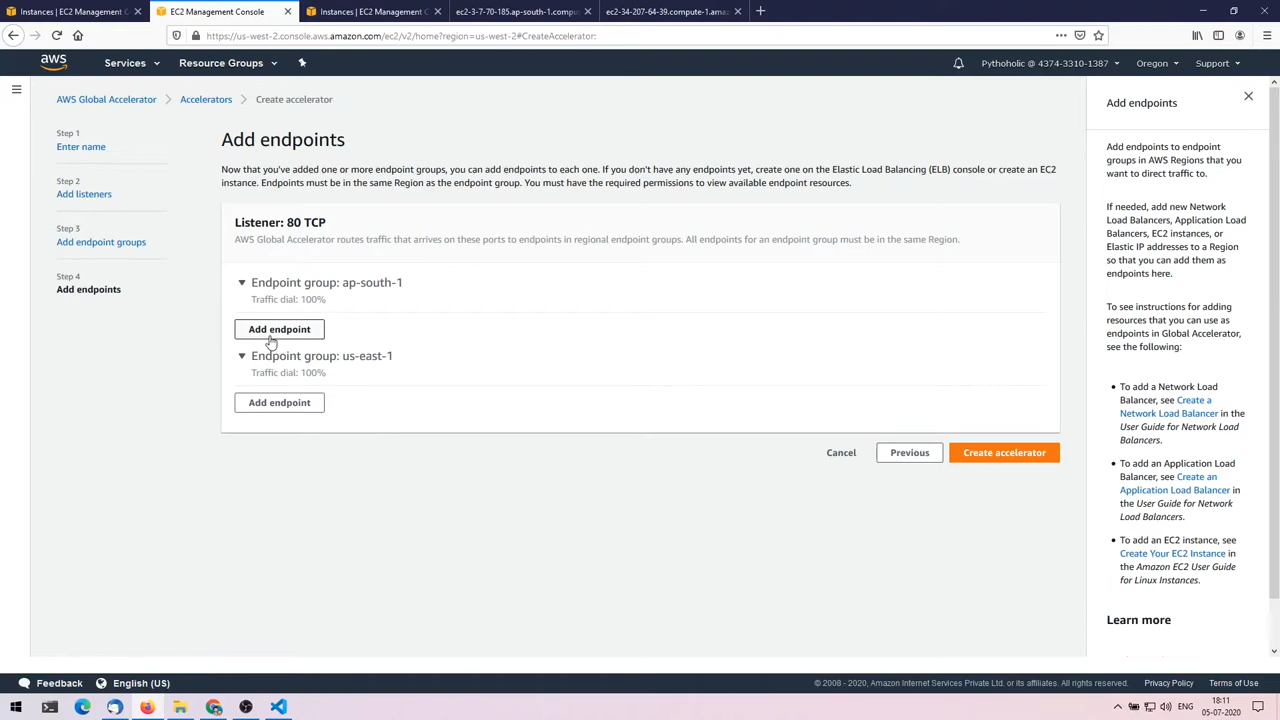 Instances | EC2 Management C
EC2 Management Console
Instances | EC2 Management C
ec2-3-7-70-185.ap-south-1.compu
ec2-34-207-64-39.compute-1.ama
https://us-west-2.console.aws.amazon.com/ec2/v2/home?region=us-west-2#CreateAccelerator:
aws
Services
Resource Groups
Pythoholic @ 4374-3310-1387
Oregon
Support
AWS Global Accelerator
Accelerators
Create accelerator
Step 1
Enter name
Step 2
Add listeners
Step 3
Add endpoint groups
Step 4
Add endpoints
Add endpoints
Now that you've added one or more endpoint groups, you can add endpoints to each one. If you don't have any endpoints yet, create one on the Elastic Load Balancing (ELB) console or create an EC2
instance. Endpoints must be in the same Region as the endpoint group. You must have the required permissions to view available endpoint resources.
Listener: 80 TCP
AWS Global Accelerator routes traffic that arrives on these ports to endpoints in regional endpoint groups. All endpoints for an endpoint group must be in the same Region.
Endpoint group: ap-south-1
Traffic dial: 100%
Add endpoint
Endpoint group: us-east-1
Traffic dial: 100%
Add endpoint
Cancel
Previous
Create accelerator
Add endpoints
Add endpoints to endpoint
groups in AWS Regions that you
want to direct traffic to.
If needed, add new Network
Load Balancers, Application Load
Balancers, EC2 instances, or
Elastic IP addresses to a Region
so that you can add them as
endpoints here.
To see instructions for adding
resources that you can use as
endpoints in Global Accelerator,
see the following:
To add a Network Load
Balancer, see Create a
Network Load Balancer in the
User Guide for Network Load
Balancers.
To add an Application Load
Balancer, see Create an
Application Load Balancer in
the User Guide for Network
Load Balancers.
To add an EC2 instance, see
Create Your EC2 Instance in
the Amazon EC2 User Guide
for Linux Instances.
Learn more
Feedback
English (US)
© 2008 - 2020, Amazon Internet Services Private Ltd. or its affiliates. All rights reserved.
Privacy Policy
Terms of Use
ENG
18:11
05-07-2020